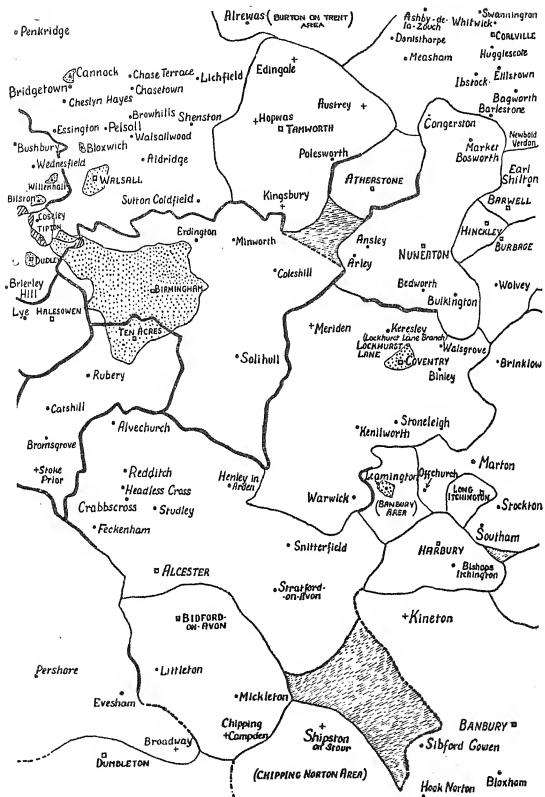 Alrewas
(BURTON ON TRENT)
AREA
Ashby-de-
la-Zouch
Whitwick
Swannington
COALVILLE
Penkridge
Donisthorpe
Hugglescote
Measham
Edingale
Ellistown
Ibstock
Cannock
Chase Terrace
Lichfield
Bridgetown
Chasetown
Bagworth
Cheslyn Hayes
Barlestone
Austrey
Brownhills
Shenston
Hopwas
Congerston
Essington
Pelsall
TAMWORTH
Newbold
Verdon
Bushbury
Bloxwich
Walsallwood
Market
Bosworth
Wednesfield
Aldridge
Polesworth
Earl
Shilton
Willenhall
WALSALL
ATHERSTONE
Bilston
Sutton Coldfield
Kingsbury
BARWELL
Coseley
TIPTON
HINCKLEY
Erdington
Minworth
Ansley
BURBAGE
DUDLEY
NUNEATON
Coleshill
Arley
Brierley
Hill
BIRMINGHAM
Bedworth
Wolvey
Bulkington
Lye
HALESOWEN
TEN ACRES
Meriden
Keresley
(Lockhurst Lane Branch)
LOCKHURST
LANE
Walsgrove
Solihull
COVENTRY
Brinklow
Binley
Rubery
Catshill
Alvechurch
Stoneleigh
Bromsgrove
Kenilworth
Stoke
Prior
Redditch
Henley in
Arden
Leamington
Offchurch
Marton
Headless Cross
LONG
ITCHINGTON
Crabbscross
Studley
Warwick
(BANBURY
AREA)
Stockton
Feckenham
Southam
Snitterfield
HARBURY
Bishops
Itchington
ALCESTER
Stratford-
on-Avon
BIDFORD-
ON-AVON
Kineton
Pershore
Littleton
Evesham
Mickleton
Chipping
Campden
BANBURY
Broadway
Shipston
on Stour
Sibford Gowen
DUMBLETON
(CHIPPING NORTON AREA)
Hook Norton
Bloxham